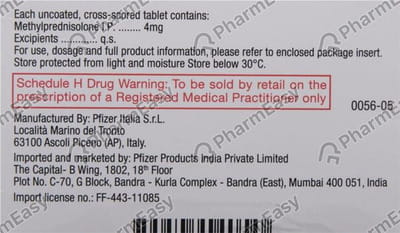 Each uncoated, cross-scored tablet contains:
Methylprednisolone I.P. ........ 4mg
Excipients ........... q.s.
For use, dosage and full product information, please refer to enclosed package insert.
Store protected from light and moisture Store below 30°C.
Schedule H Drug Warning: To be sold by retail on the
prescription of a Registered Medical Practitioner only
0056-05
Manufactured By: Pfizer Italia S.r.L.
Località Marino del Tronto
63100 Ascoli Piceno (AP), Italy.
Imported and marketed by: Pfizer Products India Private Limited
The Capital- B Wing, 1802, 18th Floor
Plot No. C-70, G Block, Bandra - Kurla Complex - Bandra (East), Mumbai 400 051, India
Import license no.: FF-443-11085
PharmEasy
PharmEasy
PharmEasy
PharmEasy